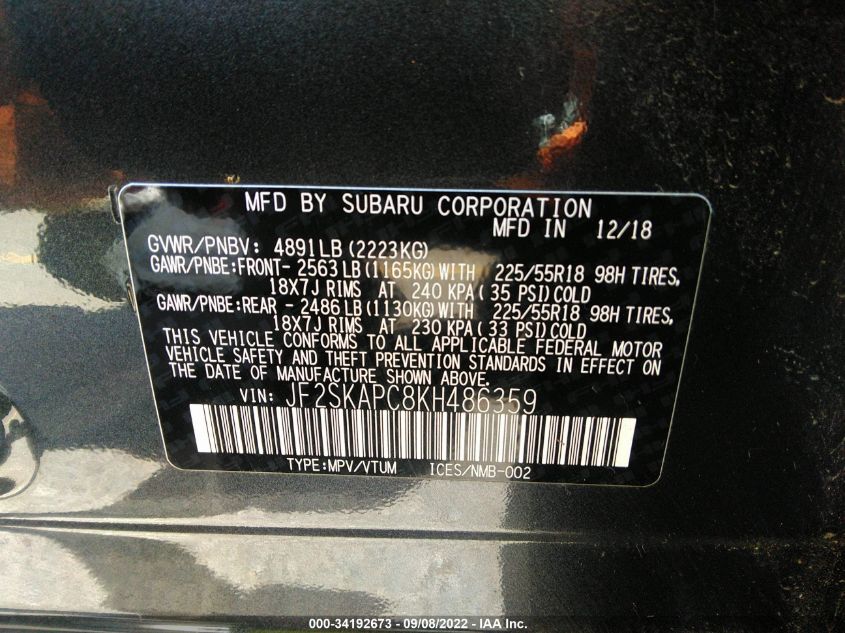 MFD BY SUBARU CORPORATION
MFD IN 12/18
GVWR/PNBV: 4891LB (2223KG)
GAWR/PNBE:FRONT- 2563 LB (1165KG) WITH 225/55R18 98H TIRES,
18X7J RIMS AT 240 KPA ( 35 PSI) COLD
GAWR/PNBE:REAR - 2486 LB (1130KG) WITH 225/55R18 98H TIRES,
18X7J RIMS AT 230 KPA ( 33 PSI) COLD
THIS VEHICLE CONFORMS TO ALL APPLICABLE FEDERAL MOTOR
VEHICLE SAFETY AND THEFT PREVENTION STANDARDS IN EFFECT ON
THE DATE OF MANUFACTURE SHOWN ABOVE.
VIN: JF2SKAPC8KH486359
TYPE:MPV/VTUM ICES/NMB-002
000-34192673 - 09/08/2022 - IAA Inc.